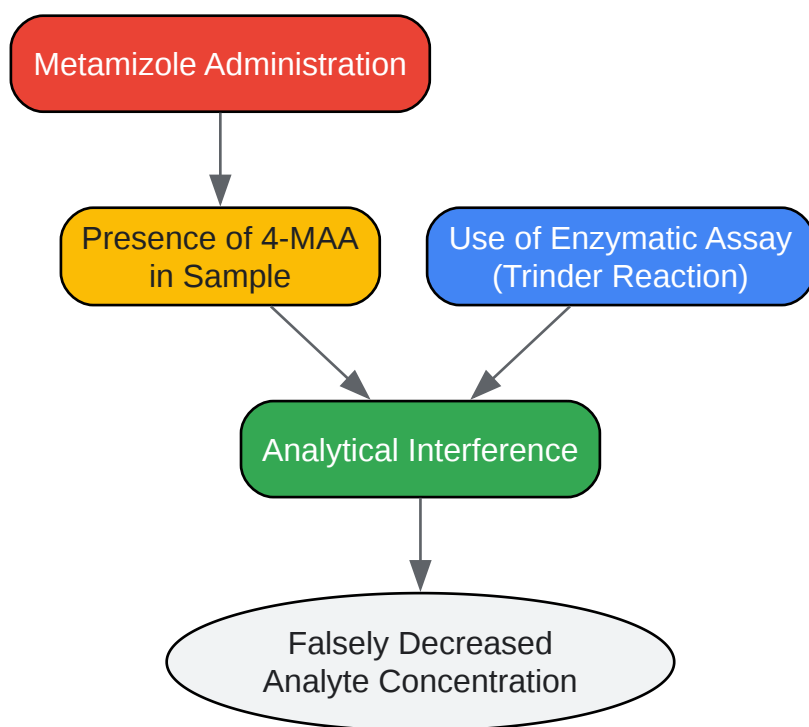 Metamizole Administration
Presence of 4-MAA
in Sample
Use of Enzymatic Assay
(Trinder Reaction)
Analytical Interference
Falsely Decreased
Analyte Concentration